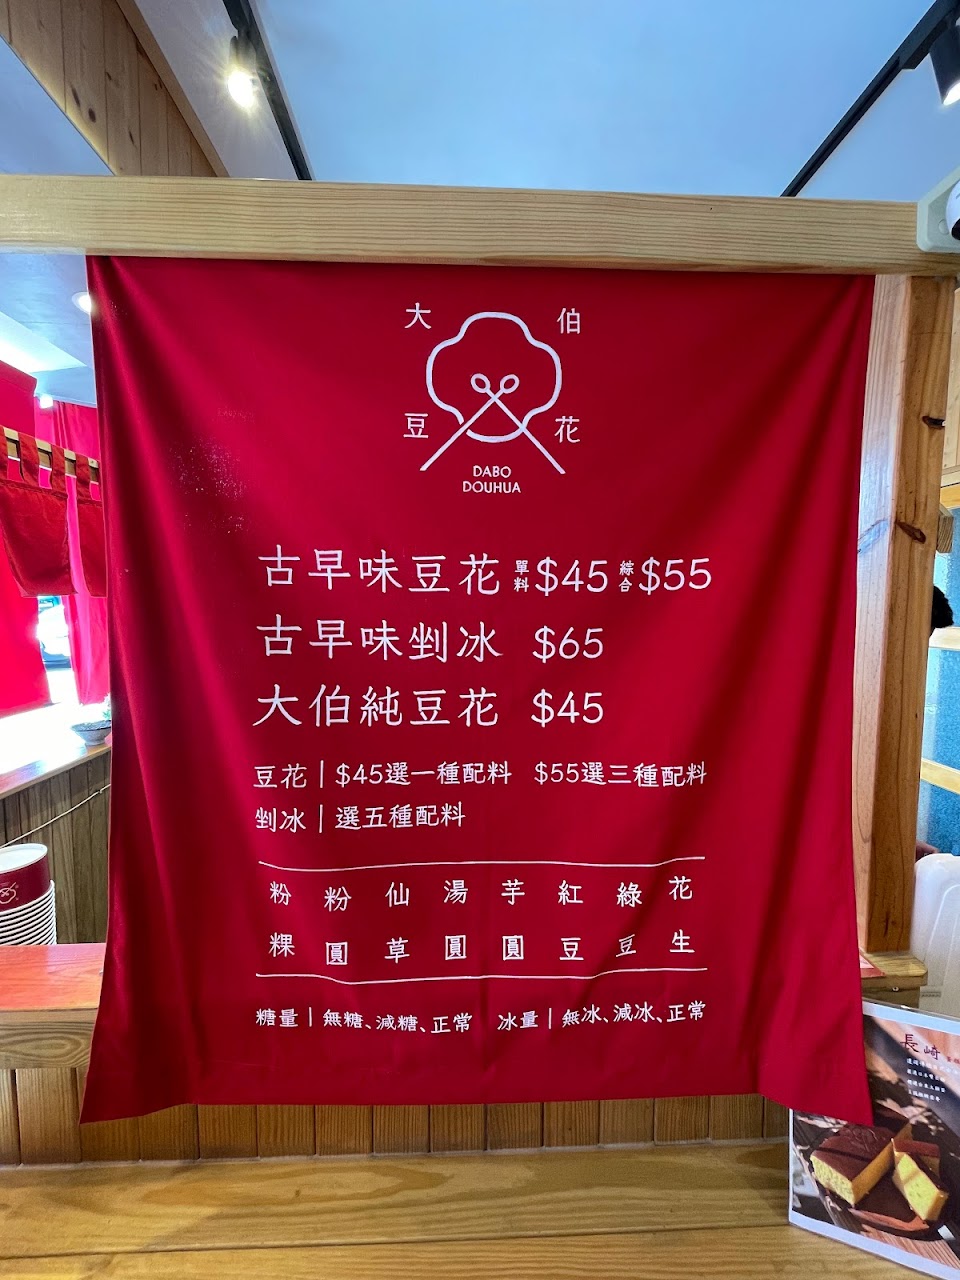 大 伯
豆 花
DABO
DOUHUA
古早味豆花 單料 $45 綜合 $55
古早味剉冰 $65
大伯純豆花 $45
豆花｜$45選一種配料 $55選三種配料
剉冰｜選五種配料
粉粿 粉圓 仙草 湯圓 芋圓 紅豆 綠豆 花生
糖量｜無糖、減糖、正常 冰量｜無冰、減冰、正常
長崎